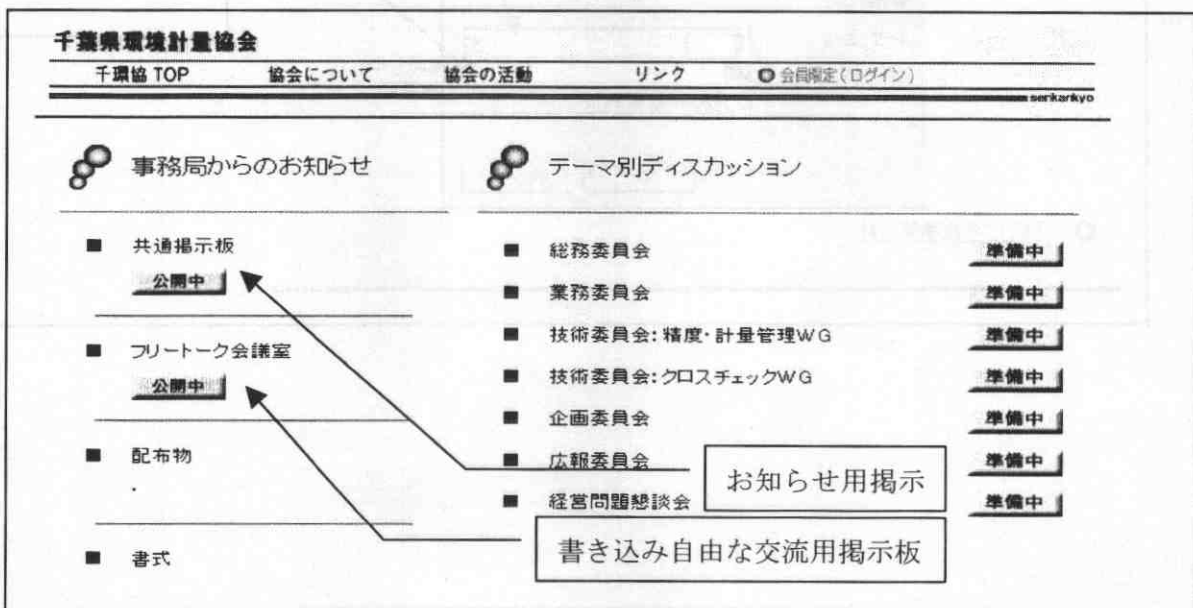 千葉県環境計量協会
千環協 TOP 協会について 協会の活動 リンク 会員限定(ログイン)
senkankyo
事務局からのお知らせ
共通掲示板
公開中
フリートーク会議室
公開中
配布物
書式
テーマ別ディスカッション
総務委員会 準備中
業務委員会 準備中
技術委員会:精度・計量管理WG 準備中
技術委員会:クロスチェックWG 準備中
企画委員会 準備中
広報委員会 準備中
経営問題懇談会 準備中
お知らせ用掲示
書き込み自由な交流用掲示板